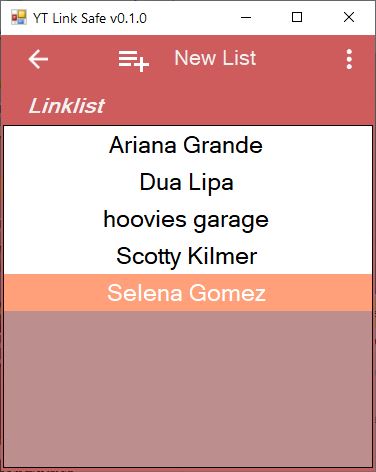 YT Link Safe v0.1.0
New List
Linklist
Ariana Grande
Dua Lipa
hoovies garage
Scotty Kilmer
Selena Gomez